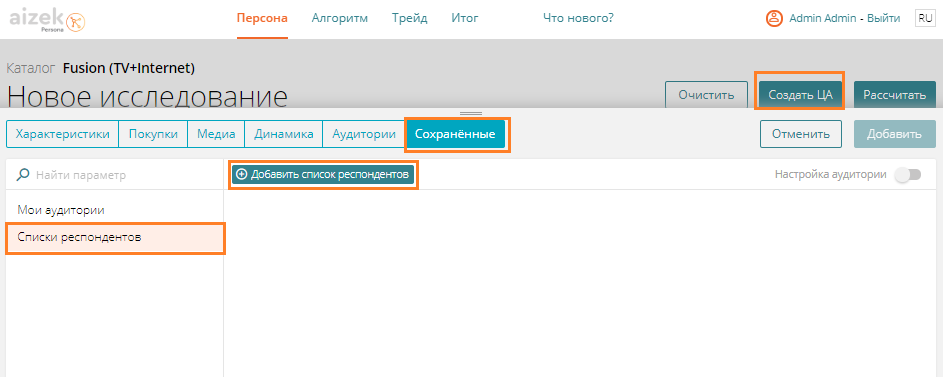 aizek Персона Алгоритм Трейд Итог Что нового? Admin Admin - Выйти RU
Persona
Каталог Fusion (TV+Internet)
Новое исследование Очистить Создать ЦА Рассчитать
Характеристики Покупки Медиа Динамика Аудитории Сохранённые Отменить Добавить
Найти параметр Добавить список респондентов Настройка аудитории
Мои аудитории
Списки респондентов